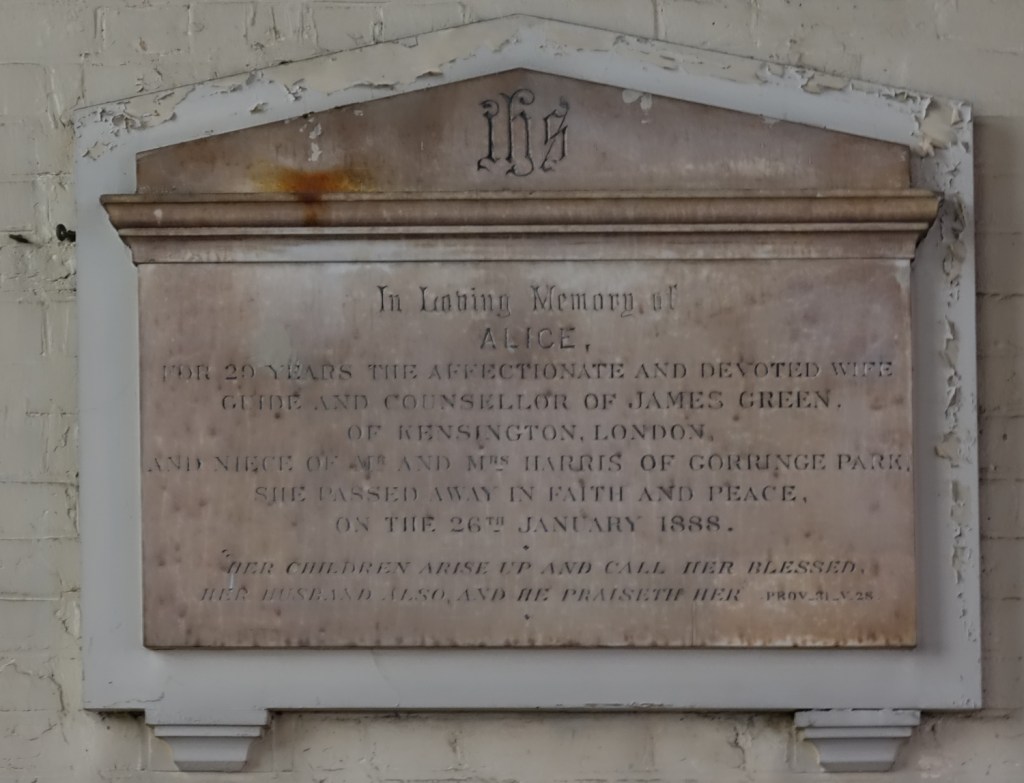 ihs
In Loving Memory of
ALICE,
FOR 29 YEARS THE AFFECTIONATE AND DEVOTED WIFE
GUIDE AND COUNSELLOR OF JAMES GREEN.
OF KENSINGTON, LONDON,
AND NIECE OF MR AND MRS HARRIS OF GORRINGE PARK,
SHE PASSED AWAY IN FAITH AND PEACE,
ON THE 26TH JANUARY 1888.
HER CHILDREN ARISE UP AND CALL HER BLESSED,
HER HUSBAND ALSO, AND HE PRAISETH HER PROV. 31. V. 28